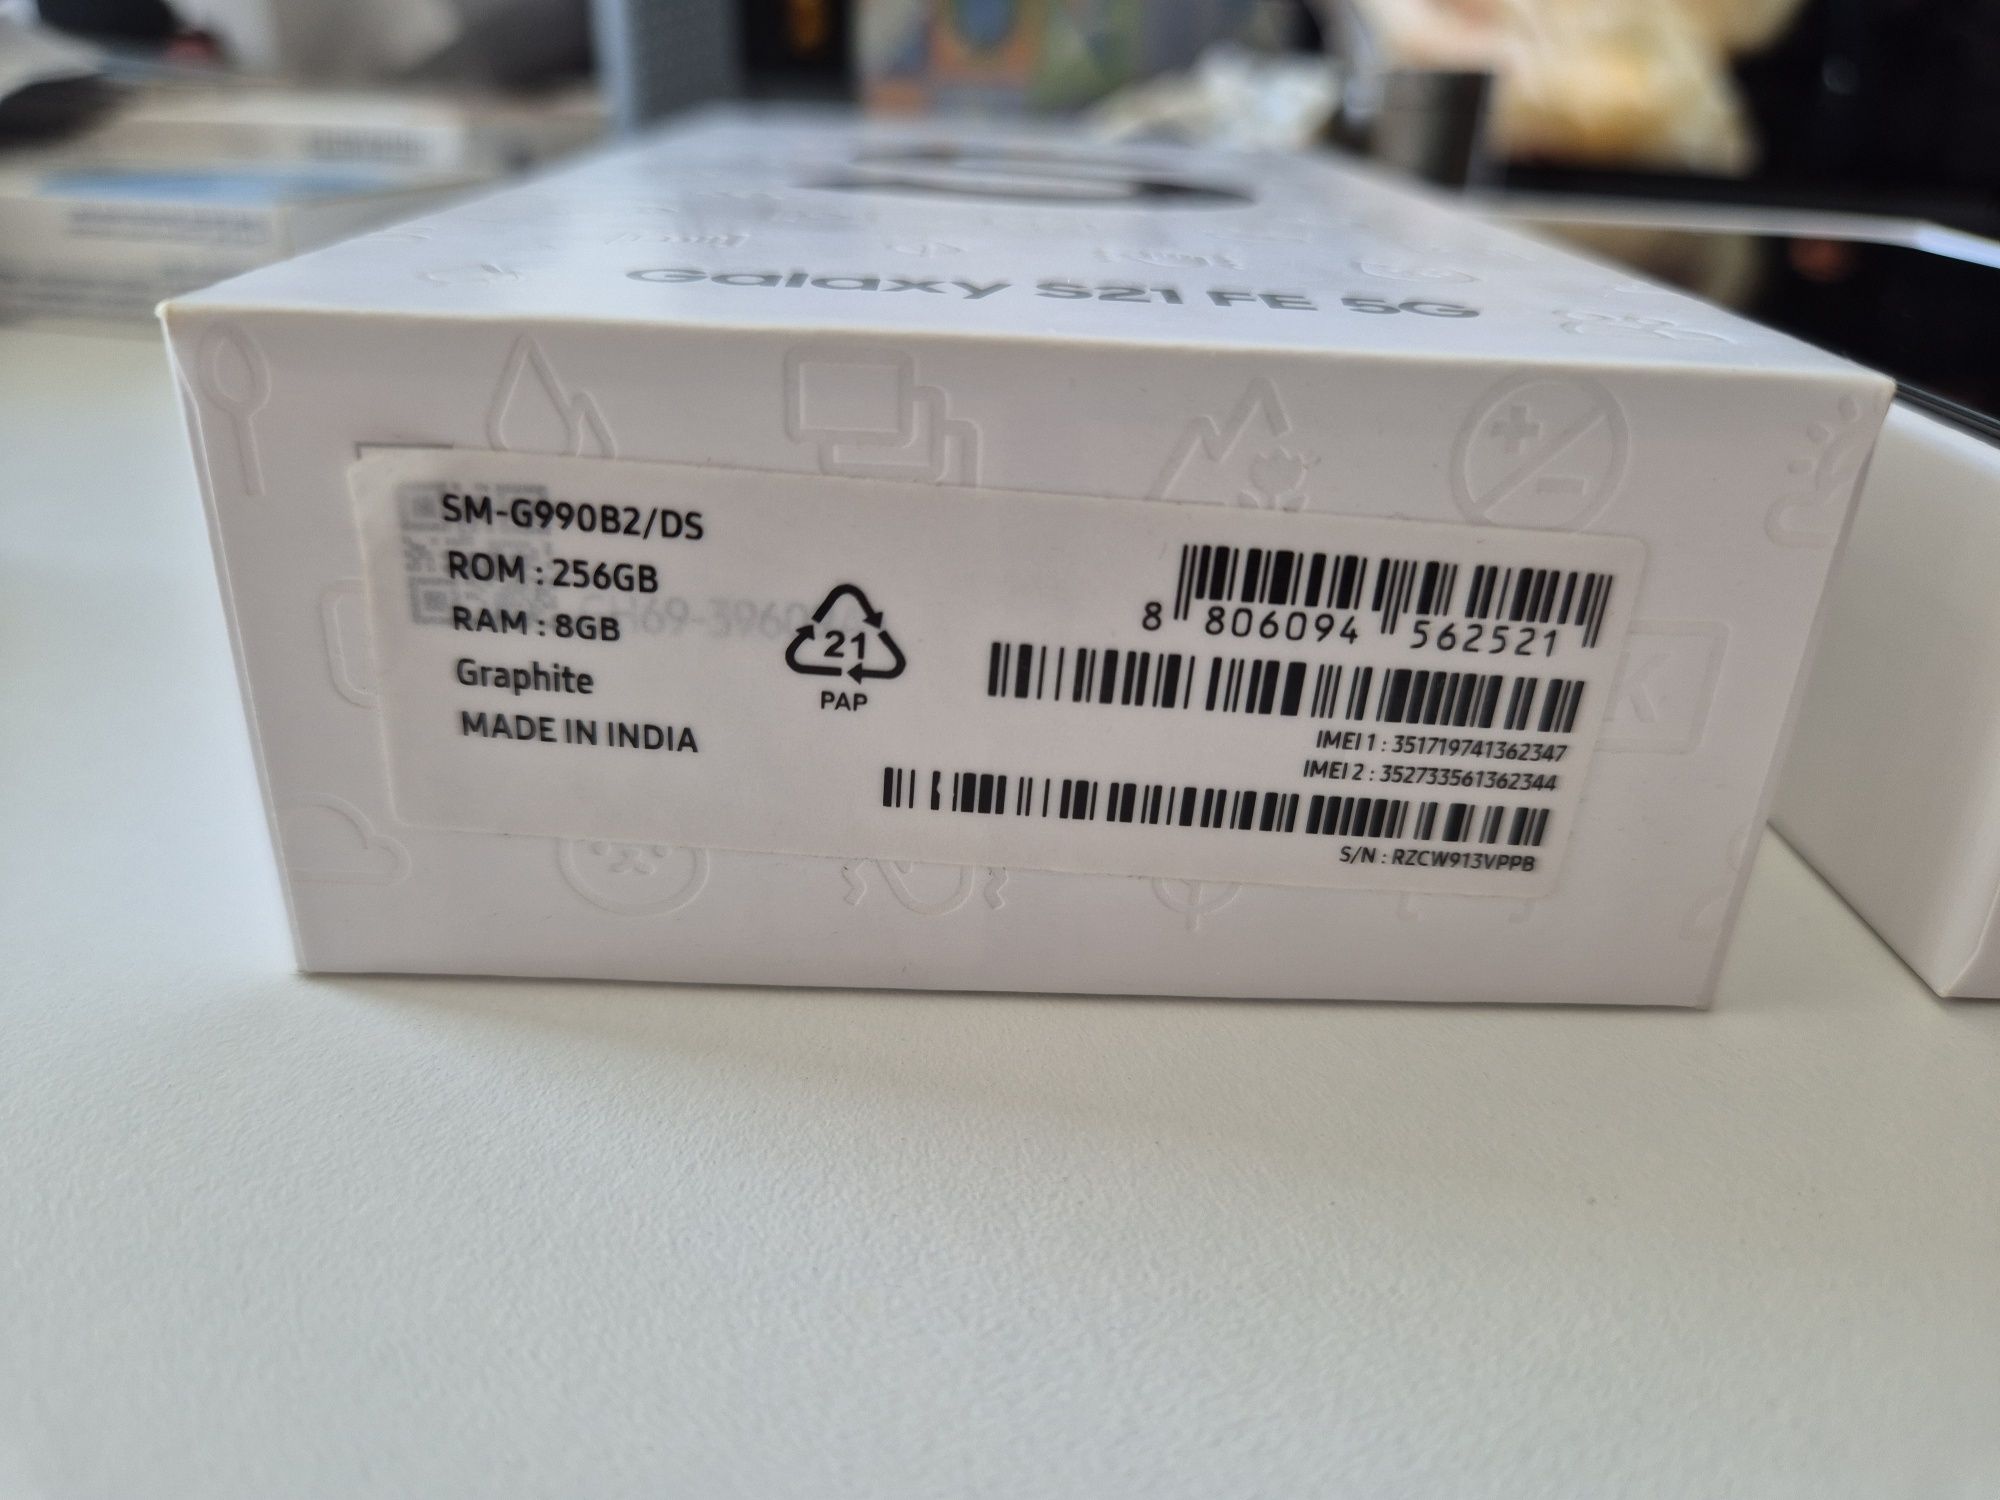 Galaxy S21 FE 5G
SM-G990B2/DS
ROM : 256GB
RAM : 8GB
Graphite
MADE IN INDIA
21
PAP
8 806094 562521
IMEI 1 : 351719741362347
IMEI 2 : 352733561362344
S/N : RZCW913VPPB
K